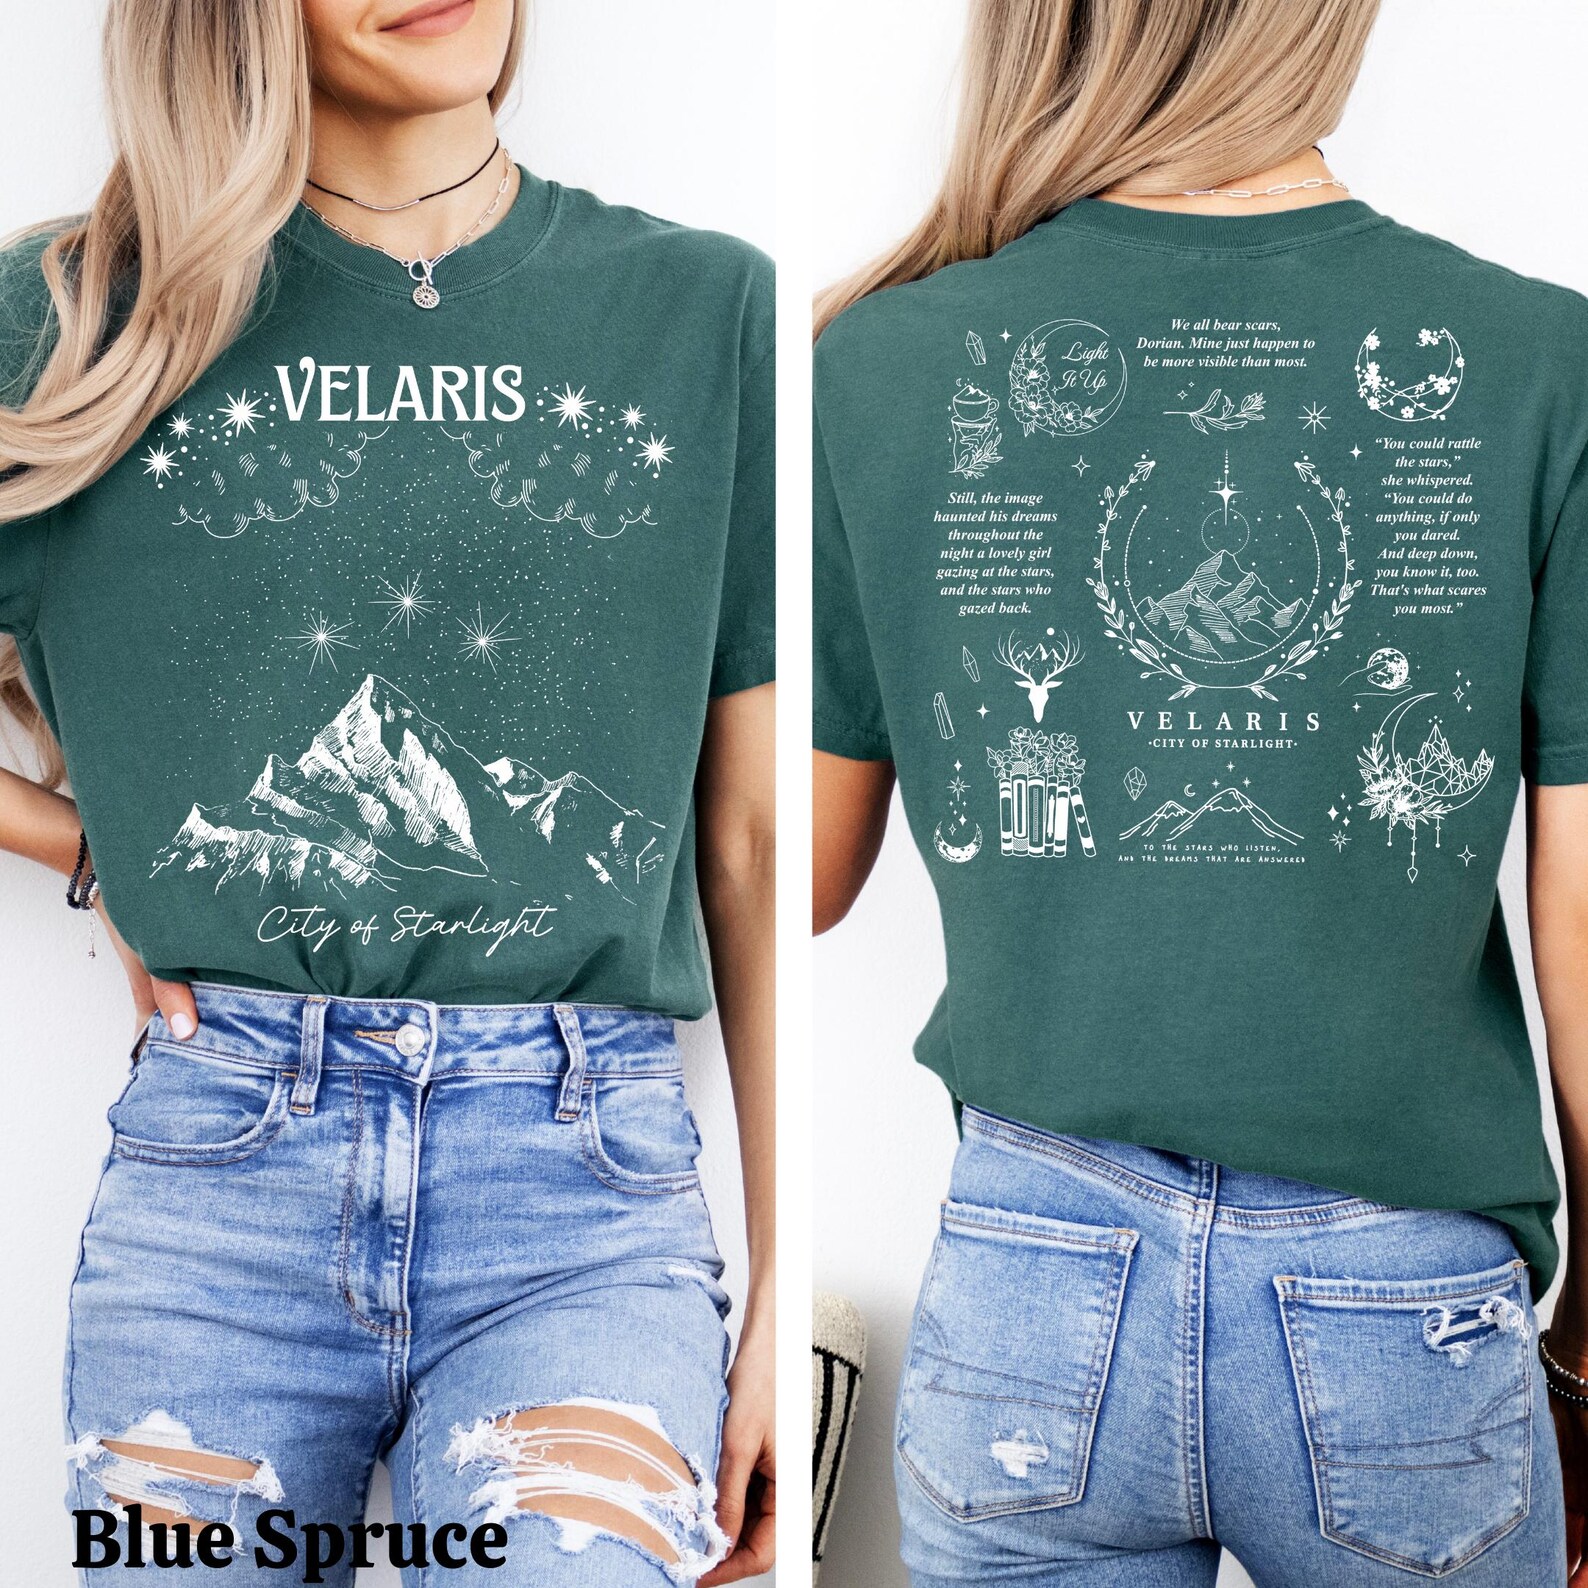 VELARIS
City of Starlight
Blue Spruce
Light
It Up
We all bear scars,
Dorian. Mine just happen to
be more visible than most.
Still, the image
haunted his dreams
throughout the
night a lovely girl
gazing at the stars,
and the stars who
gazed back.
“You could rattle
the stars,”
she whispered.
“You could do
anything, if only
you dared.
And deep down,
you know it, too.
That's what scares
you most.”
VELARIS
·CITY OF STARLIGHT·
TO THE STARS WHO LISTEN,
AND THE DREAMS THAT ARE ANSWERED